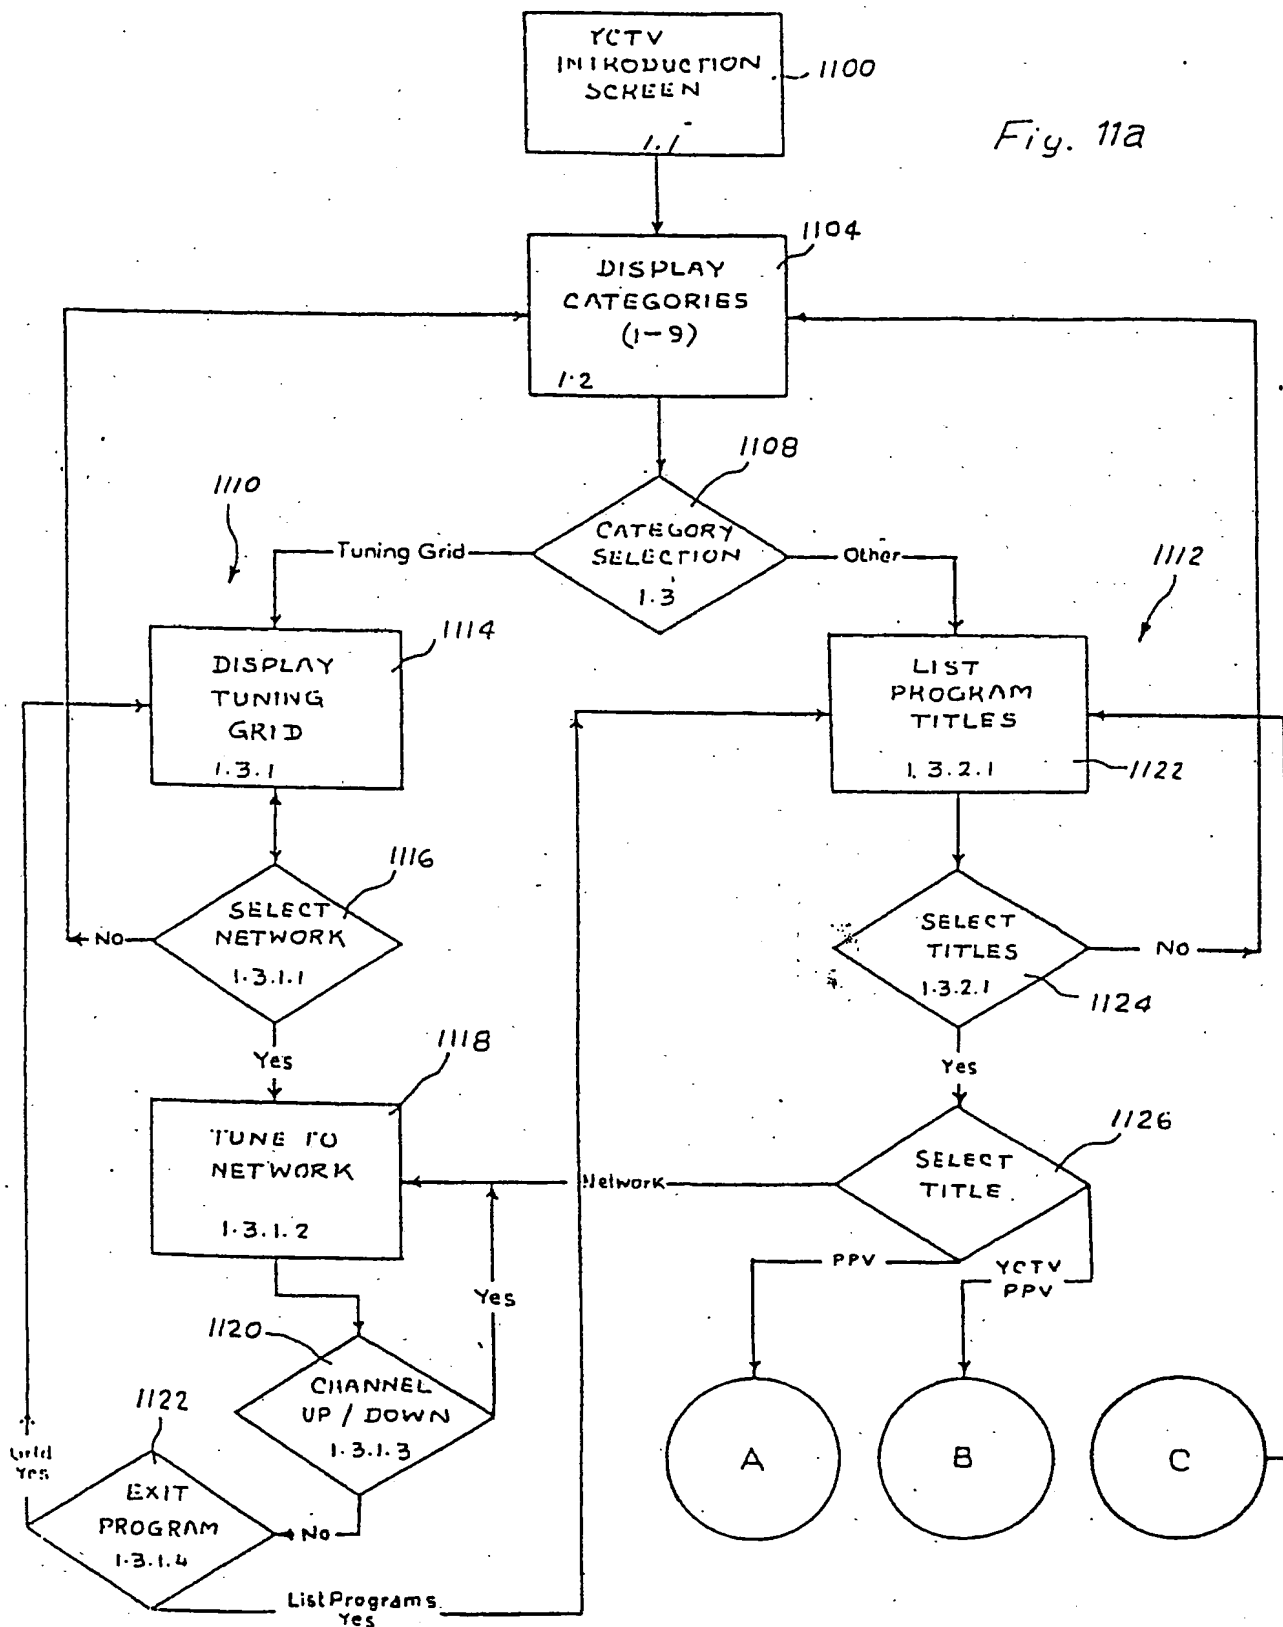 YCTV
INTRODUCTION
SCREEN
1.1
1100
Fig. 11a
1104
DISPLAY
CATEGORIES
(1-9)
1.2
1108
CATEGORY
SELECTION
1.3
1110
Tuning Grid
Other
1112
1114
DISPLAY
TUNING
GRID
1.3.1
LIST
PROGRAM
TITLES
1.3.2.1
1122
1116
SELECT
NETWORK
1.3.1.1
No
SELECT
TITLES
1.3.2.1
No
1124
Yes
1118
Yes
TUNE TO
NETWORK
1.3.1.2
Network
1126
SELECT
TITLE
PPV
YCTV
PPV
Yes
1120
CHANNEL
UP / DOWN
1.3.1.3
1122
Grid
Yes
EXIT
PROGRAM
1.3.1.4
No
A
B
C
List Programs
Yes